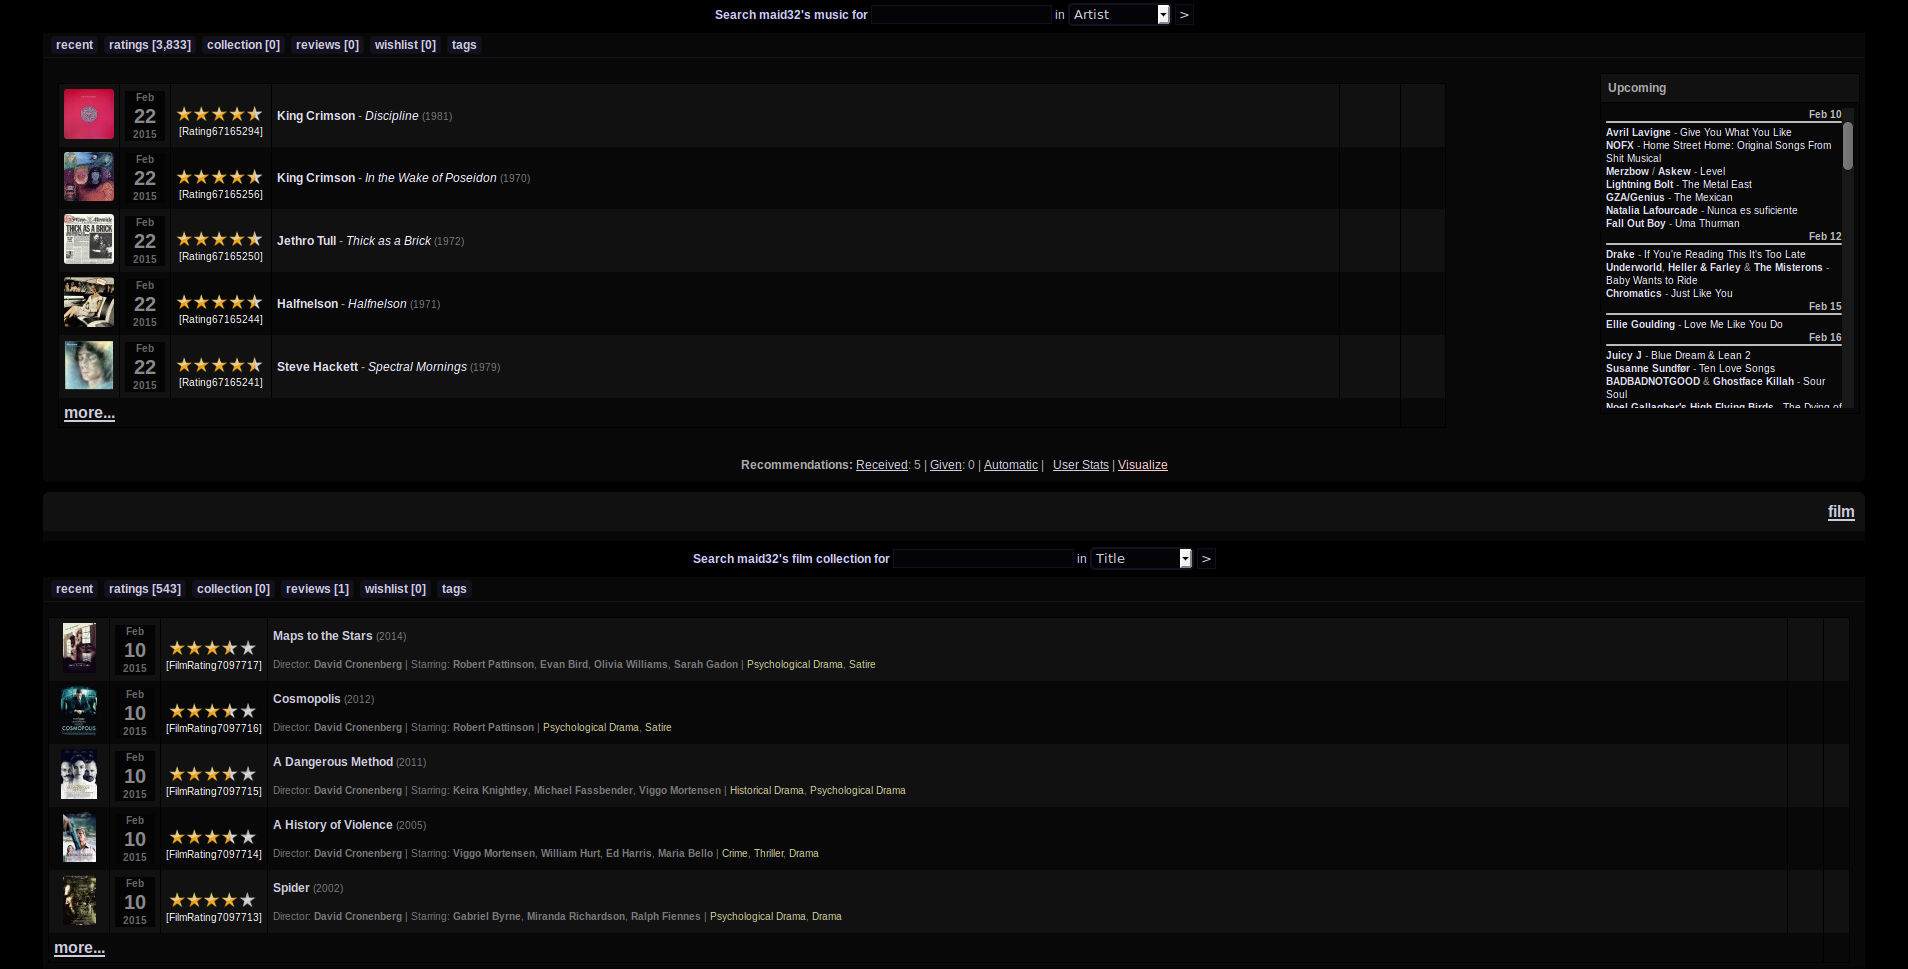 Search maid32's music for in Artist >
recent ratings [3,833] collection [0] reviews [0] wishlist [0] tags
Feb
22
2015
[Rating67165294]
King Crimson - Discipline (1981)
Feb
22
2015
[Rating67165256]
King Crimson - In the Wake of Poseidon (1970)
THICK AS A BRICK
Feb
22
2015
[Rating67165250]
Jethro Tull - Thick as a Brick (1972)
Feb
22
2015
[Rating67165244]
Halfnelson - Halfnelson (1971)
Feb
22
2015
[Rating67165241]
Steve Hackett - Spectral Mornings (1979)
more...
Upcoming
Feb 10
Avril Lavigne - Give You What You Like
NOFX - Home Street Home: Original Songs From
Shit Musical
Merzbow / Askew - Level
Lightning Bolt - The Metal East
GZA/Genius - The Mexican
Natalia Lafourcade - Nunca es suficiente
Fall Out Boy - Uma Thurman
Feb 12
Drake - If You're Reading This It's Too Late
Underworld, Heller & Farley & The Misterons -
Baby Wants to Ride
Chromatics - Just Like You
Feb 15
Ellie Goulding - Love Me Like You Do
Feb 16
Juicy J - Blue Dream & Lean 2
Susanne Sundfør - Ten Love Songs
BADBADNOTGOOD & Ghostface Killah - Sour
Soul
Noel Gallagher's High Flying Birds - The Dying of
Recommendations: Received: 5 | Given: 0 | Automatic | User Stats | Visualize
film
Search maid32's film collection for in Title >
recent ratings [543] collection [0] reviews [1] wishlist [0] tags
Feb
10
2015
[FilmRating7097717]
Maps to the Stars (2014)
Director: David Cronenberg | Starring: Robert Pattinson, Evan Bird, Olivia Williams, Sarah Gadon | Psychological Drama, Satire
COSMOPOLIS
Feb
10
2015
[FilmRating7097716]
Cosmopolis (2012)
Director: David Cronenberg | Starring: Robert Pattinson | Psychological Drama, Satire
Feb
10
2015
[FilmRating7097715]
A Dangerous Method (2011)
Director: David Cronenberg | Starring: Keira Knightley, Michael Fassbender, Viggo Mortensen | Historical Drama, Psychological Drama
Feb
10
2015
[FilmRating7097714]
A History of Violence (2005)
Director: David Cronenberg | Starring: Viggo Mortensen, William Hurt, Ed Harris, Maria Bello | Crime, Thriller, Drama
Feb
10
2015
[FilmRating7097713]
Spider (2002)
Director: David Cronenberg | Starring: Gabriel Byrne, Miranda Richardson, Ralph Fiennes | Psychological Drama, Drama
more...